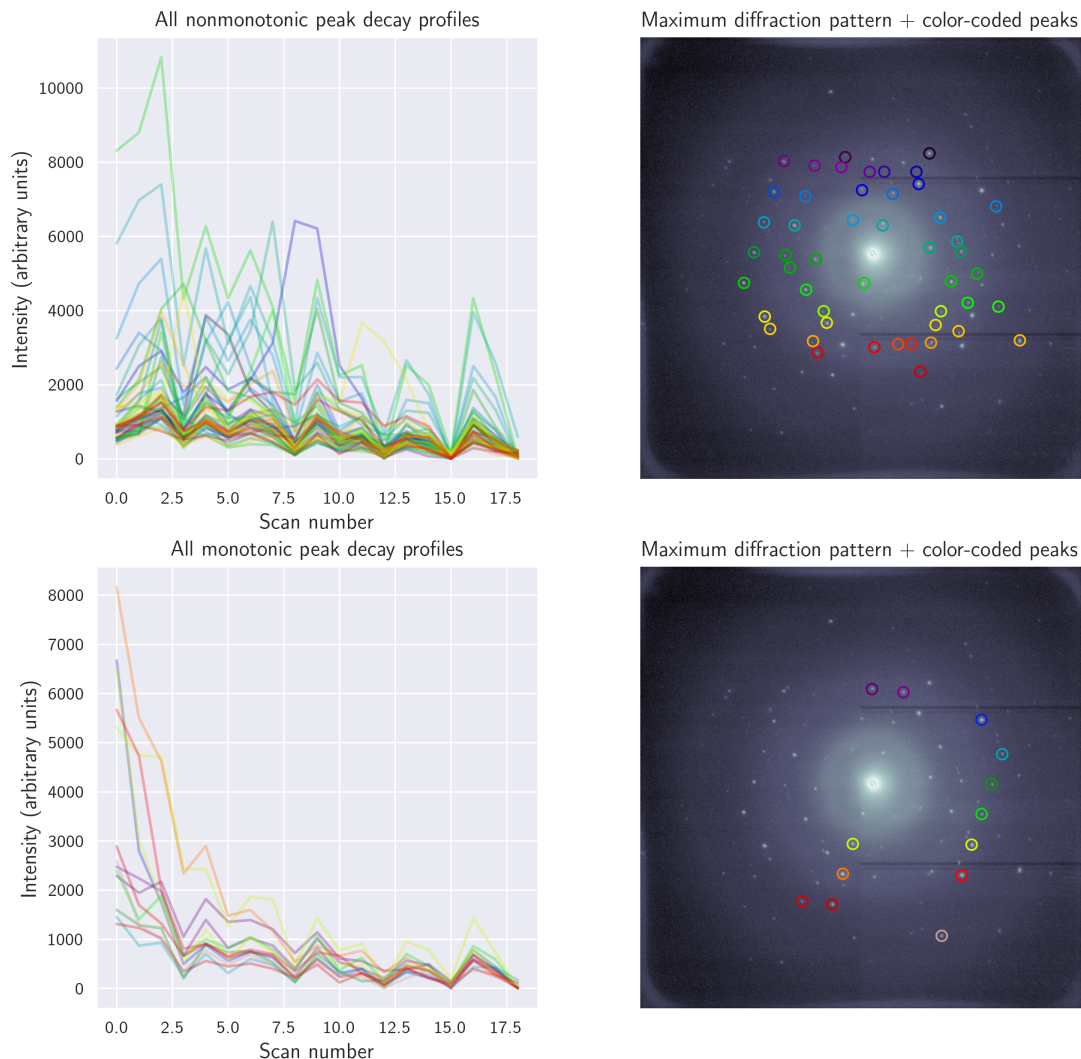 All nonmonotonic peak decay profiles
Maximum diffraction pattern + color-coded peaks
10000
8000
6000
4000
2000
0
Intensity (arbitrary units)
0.0 2.5 5.0 7.5 10.0 12.5 15.0 17.5
Scan number
All monotonic peak decay profiles
Maximum diffraction pattern + color-coded peaks
8000
7000
6000
5000
4000
3000
2000
1000
0
Intensity (arbitrary units)
0.0 2.5 5.0 7.5 10.0 12.5 15.0 17.5
Scan number